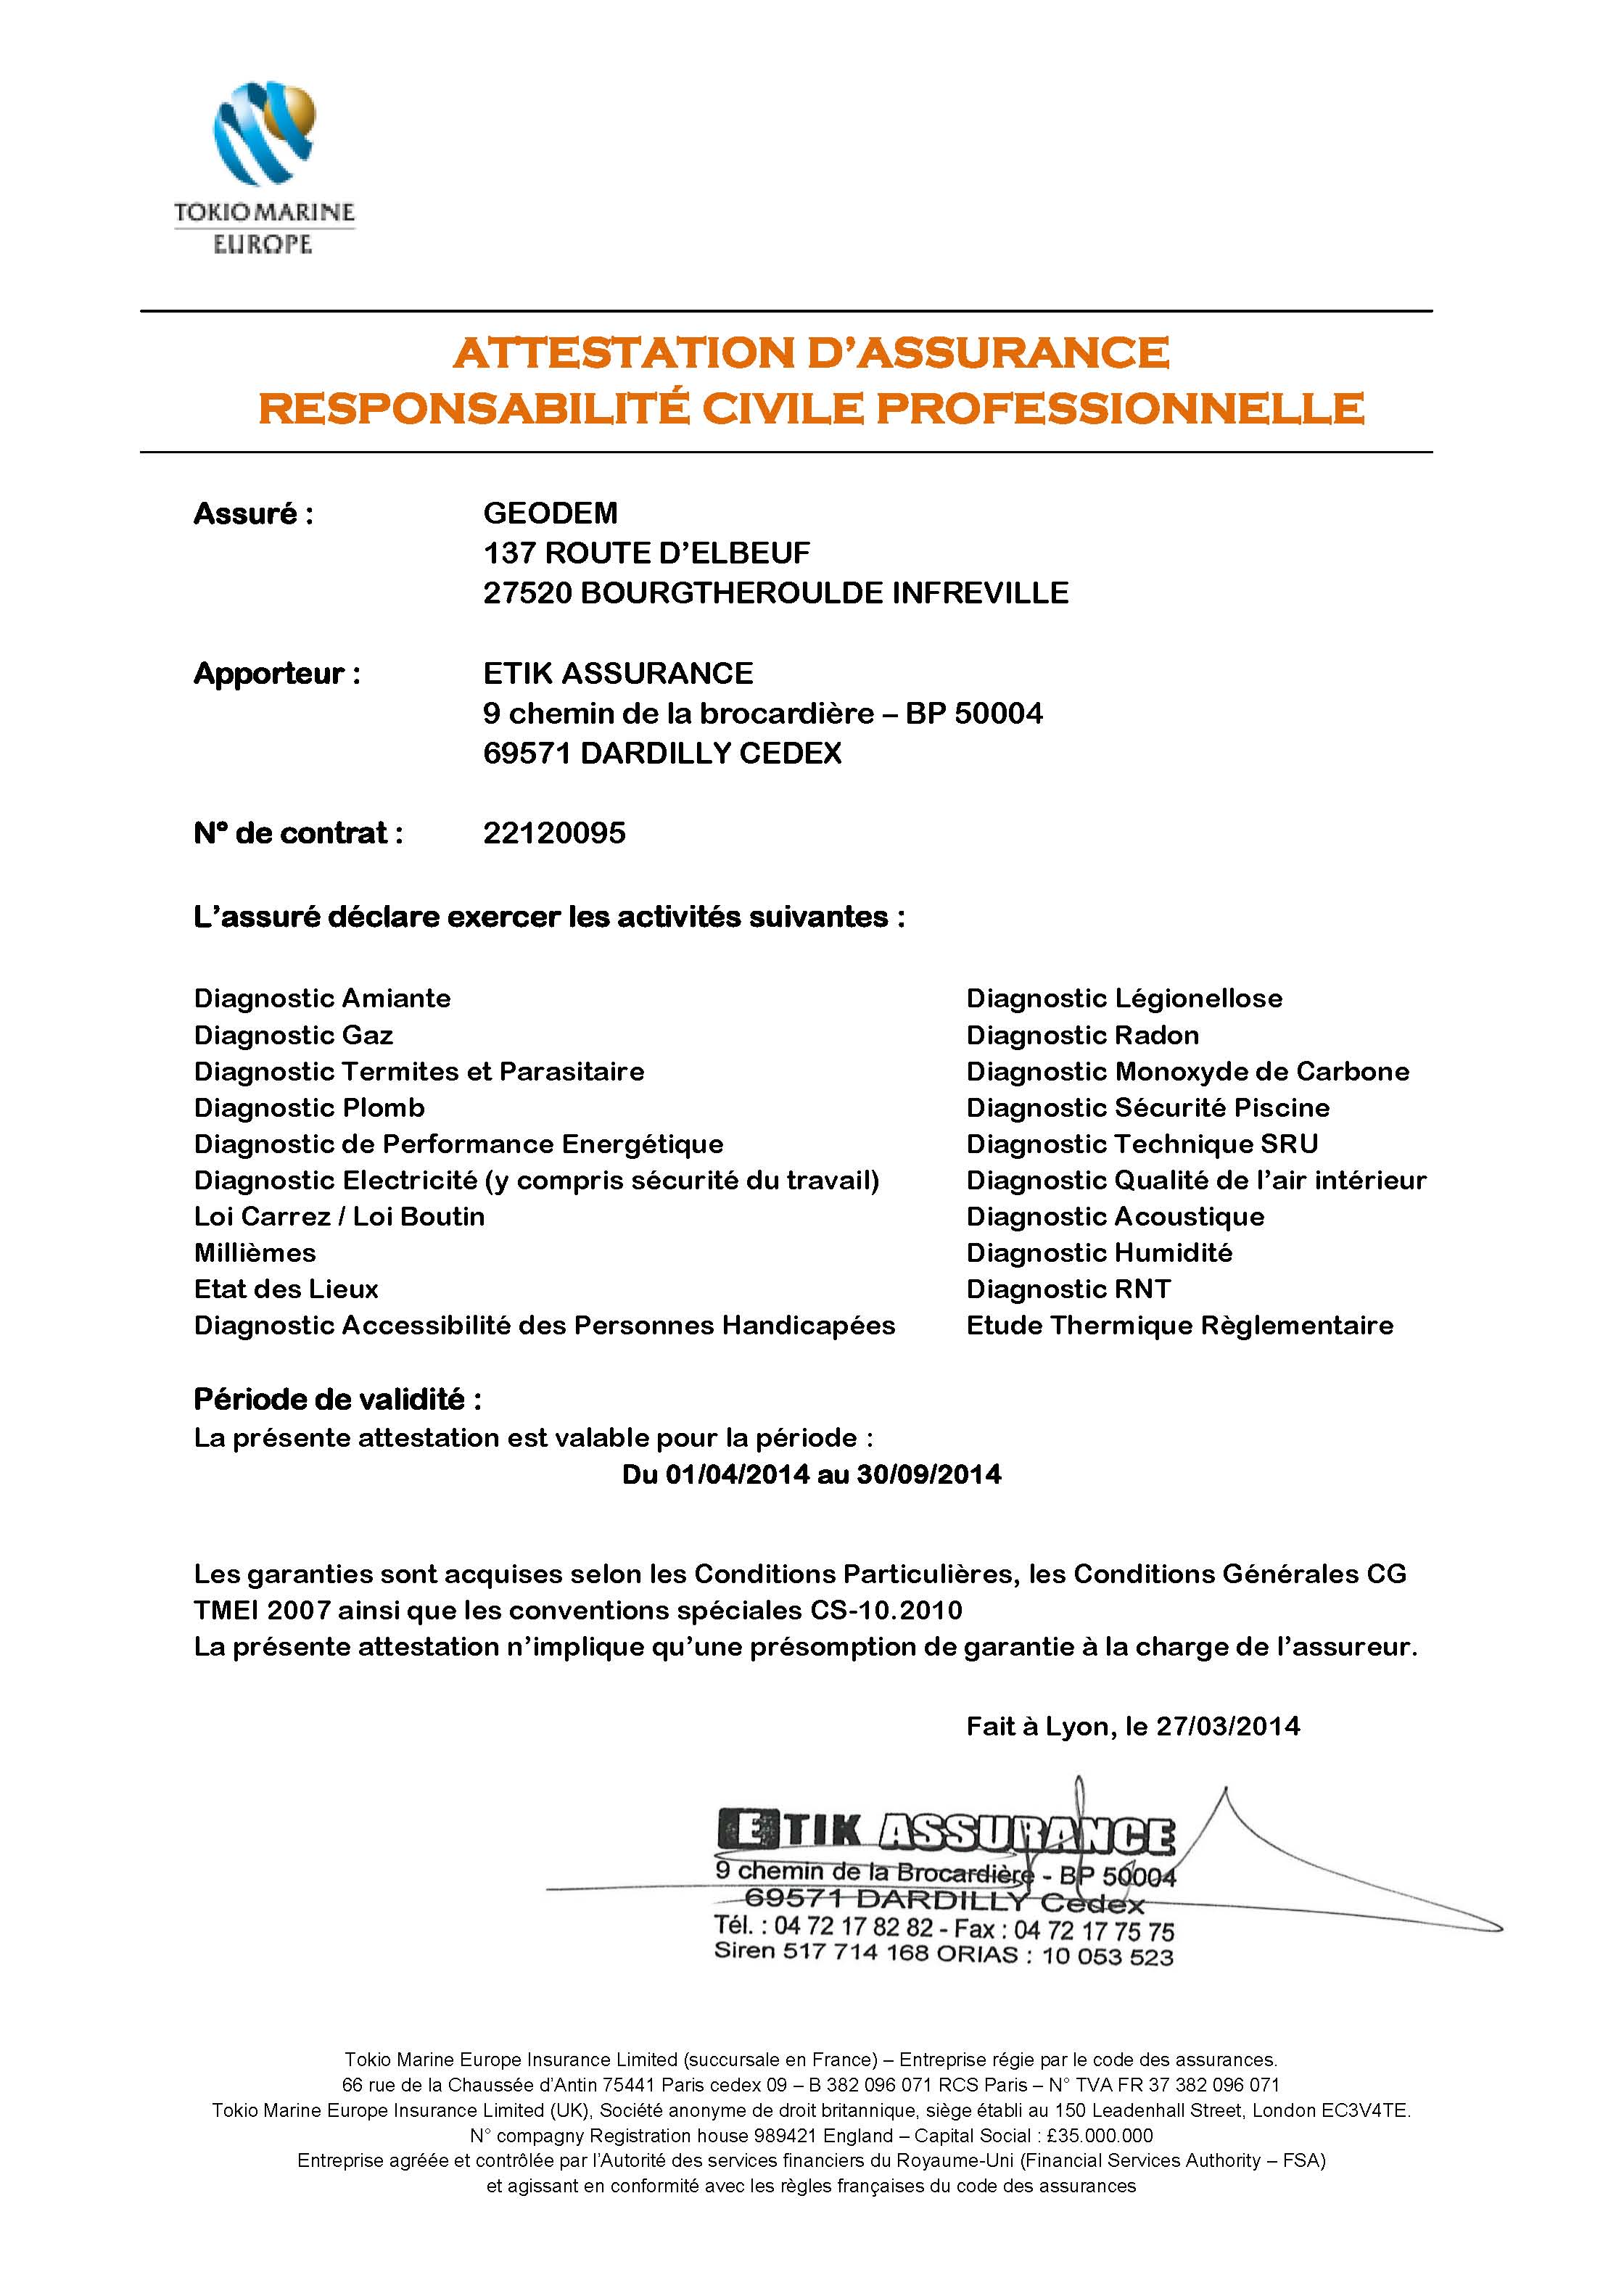 TOKIO MARINE
EUROPE
ATTESTATION D’ASSURANCE
RESPONSABILITÉ CIVILE PROFESSIONNELLE
Assuré : GEODEM
137 ROUTE D’ELBEUF
27520 BOURGTHEROULDE INFREVILLE
Apporteur : ETIK ASSURANCE
9 chemin de la brocardière – BP 50004
69571 DARDILLY CEDEX
N° de contrat : 22120095
L’assuré déclare exercer les activités suivantes :
Diagnostic Amiante
Diagnostic Gaz
Diagnostic Termites et Parasitaire
Diagnostic Plomb
Diagnostic de Performance Energétique
Diagnostic Electricité (y compris sécurité du travail)
Loi Carrez / Loi Boutin
Millièmes
Etat des Lieux
Diagnostic Accessibilité des Personnes Handicapées
Diagnostic Légionellose
Diagnostic Radon
Diagnostic Monoxyde de Carbone
Diagnostic Sécurité Piscine
Diagnostic Technique SRU
Diagnostic Qualité de l’air intérieur
Diagnostic Acoustique
Diagnostic Humidité
Diagnostic RNT
Etude Thermique Règlementaire
Période de validité :
La présente attestation est valable pour la période :
Du 01/04/2014 au 30/09/2014
Les garanties sont acquises selon les Conditions Particulières, les Conditions Générales CG
TMEI 2007 ainsi que les conventions spéciales CS-10.2010
La présente attestation n’implique qu’une présomption de garantie à la charge de l’assureur.
Fait à Lyon, le 27/03/2014
ETIK ASSURANCE
9 chemin de la Brocardière - BP 50004
69571 DARDILLY Cedex
Tél. : 04 72 17 82 82 - Fax : 04 72 17 75 75
Siren 517 714 168 ORIAS : 10 053 523
Tokio Marine Europe Insurance Limited (succursale en France) – Entreprise régie par le code des assurances.
66 rue de la Chaussée d’Antin 75441 Paris cedex 09 – B 382 096 071 RCS Paris – N° TVA FR 37 382 096 071
Tokio Marine Europe Insurance Limited (UK), Société anonyme de droit britannique, siège établi au 150 Leadenhall Street, London EC3V4TE.
N° compagny Registration house 989421 England – Capital Social : £35.000.000
Entreprise agréée et contrôlée par l’Autorité des services financiers du Royaume-Uni (Financial Services Authority – FSA)
et agissant en conformité avec les règles françaises du code des assurances